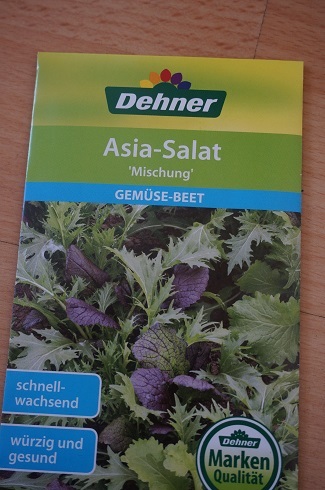 Dehner
Asia-Salat
'Mischung'
GEMÜSE-BEET
schnell-
wachsend
würzig und
gesund
Dehner
Marken
Qualität